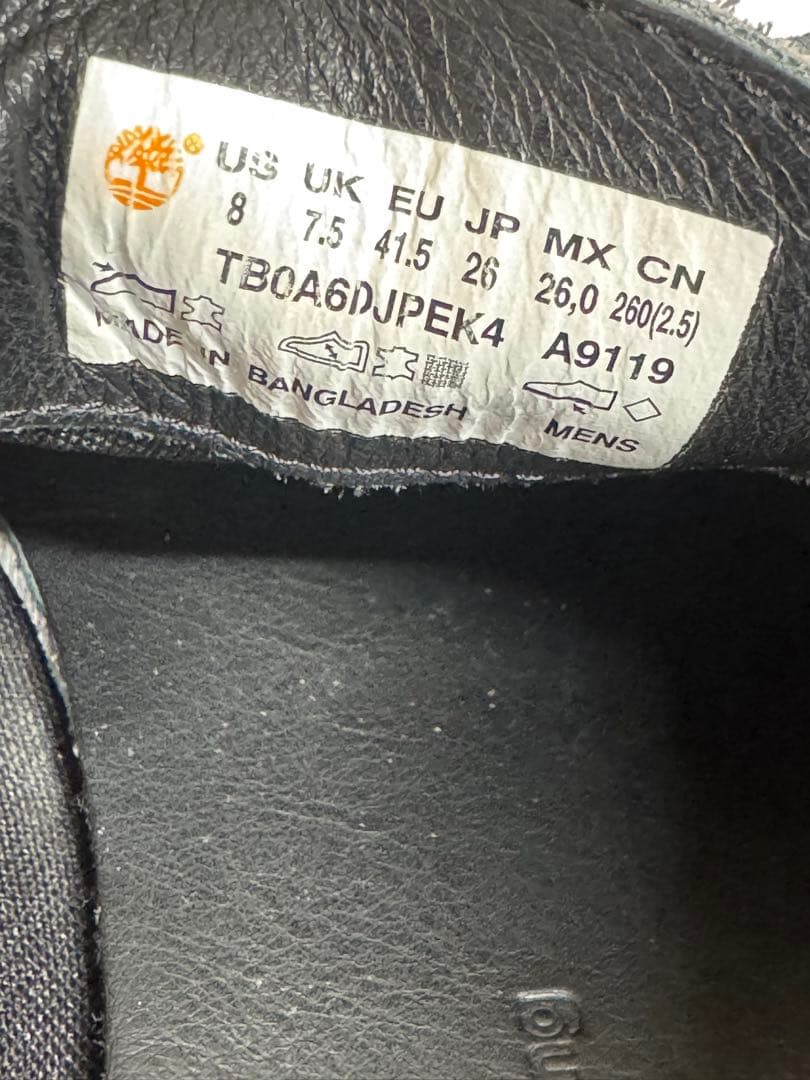 US UK EU JP MX CN
8 7.5 41.5 26 26,0 260(2.5)
TB0A6DJPEK4 A9119
MADE IN BANGLADESH
MENS